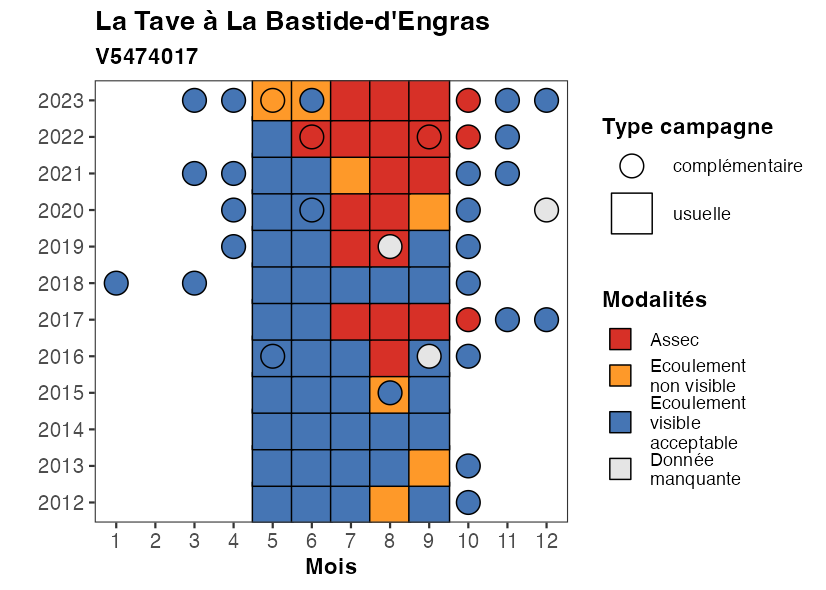 La Tave à La Bastide-d'Engras
V5474017
2023
2022
2021
2020
2019
2018
2017
2016
2015
2014
2013
2012
1 2 3 4 5 6 7 8 9 10 11 12
Mois
Type campagne
complémentaire
usuelle
Modalités
Assec
Ecoulement
non visible
Ecoulement
visible
acceptable
Donnée
manquante